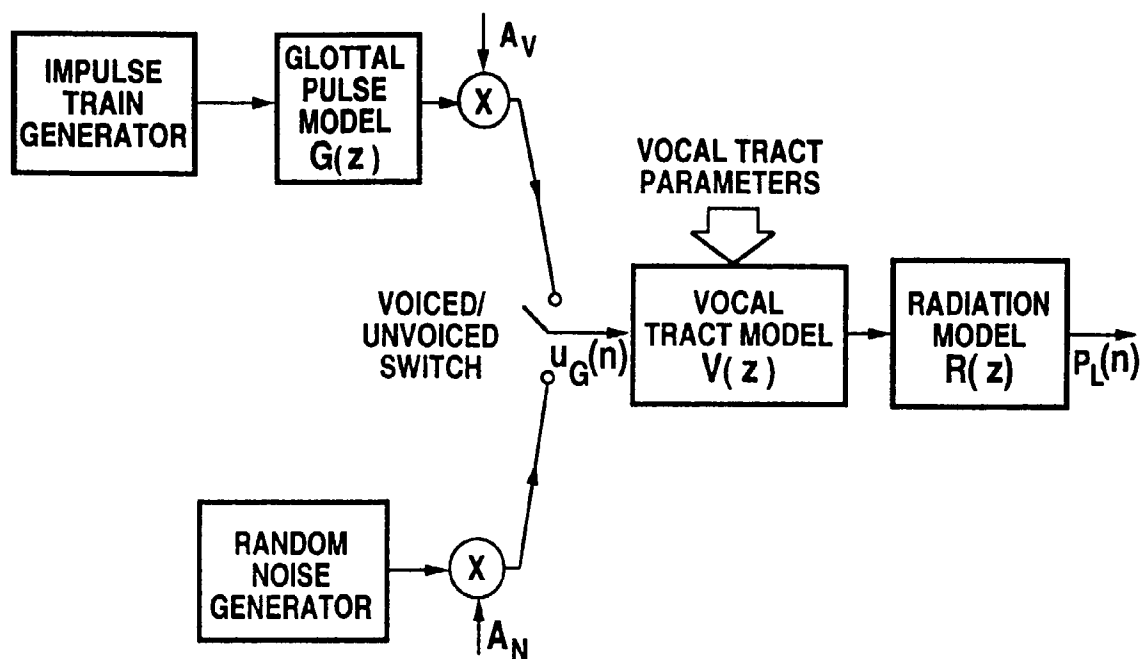 IMPULSE
TRAIN
GENERATOR
GLOTTAL
PULSE
MODEL
G(z)
A_V
X
VOCAL TRACT
PARAMETERS
VOICED/
UNVOICED
SWITCH
u_G(n)
VOCAL
TRACT MODEL
V(z)
RADIATION
MODEL
R(z)
P_L(n)
RANDOM
NOISE
GENERATOR
X
A_N